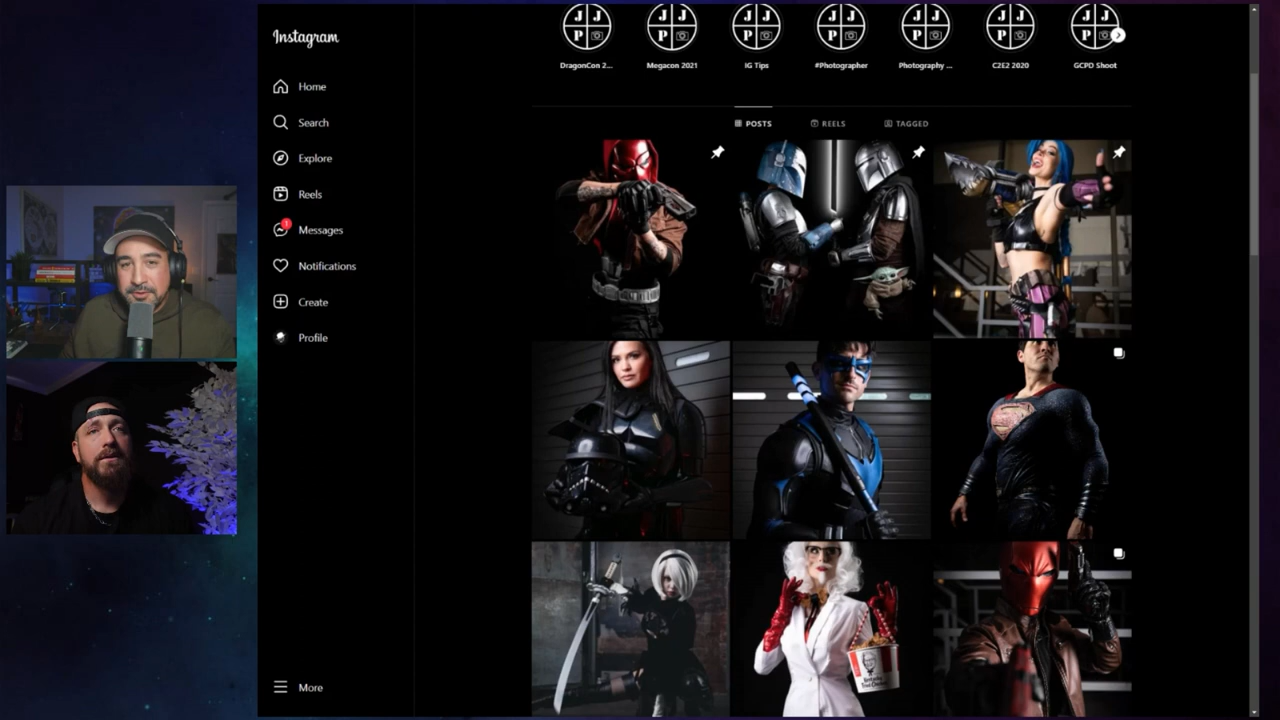 Instagram
Home
Search
Explore
Reels
1
Messages
Notifications
Create
Profile
More
J J
P
J J
P
J J
P
J J
P
J J
P
J J
P
J J
P
DragonCon 2...
Megacon 2021
IG Tips
#Photographer
Photography ...
C2E2 2020
GCPD Shoot
POSTS
REELS
TAGGED